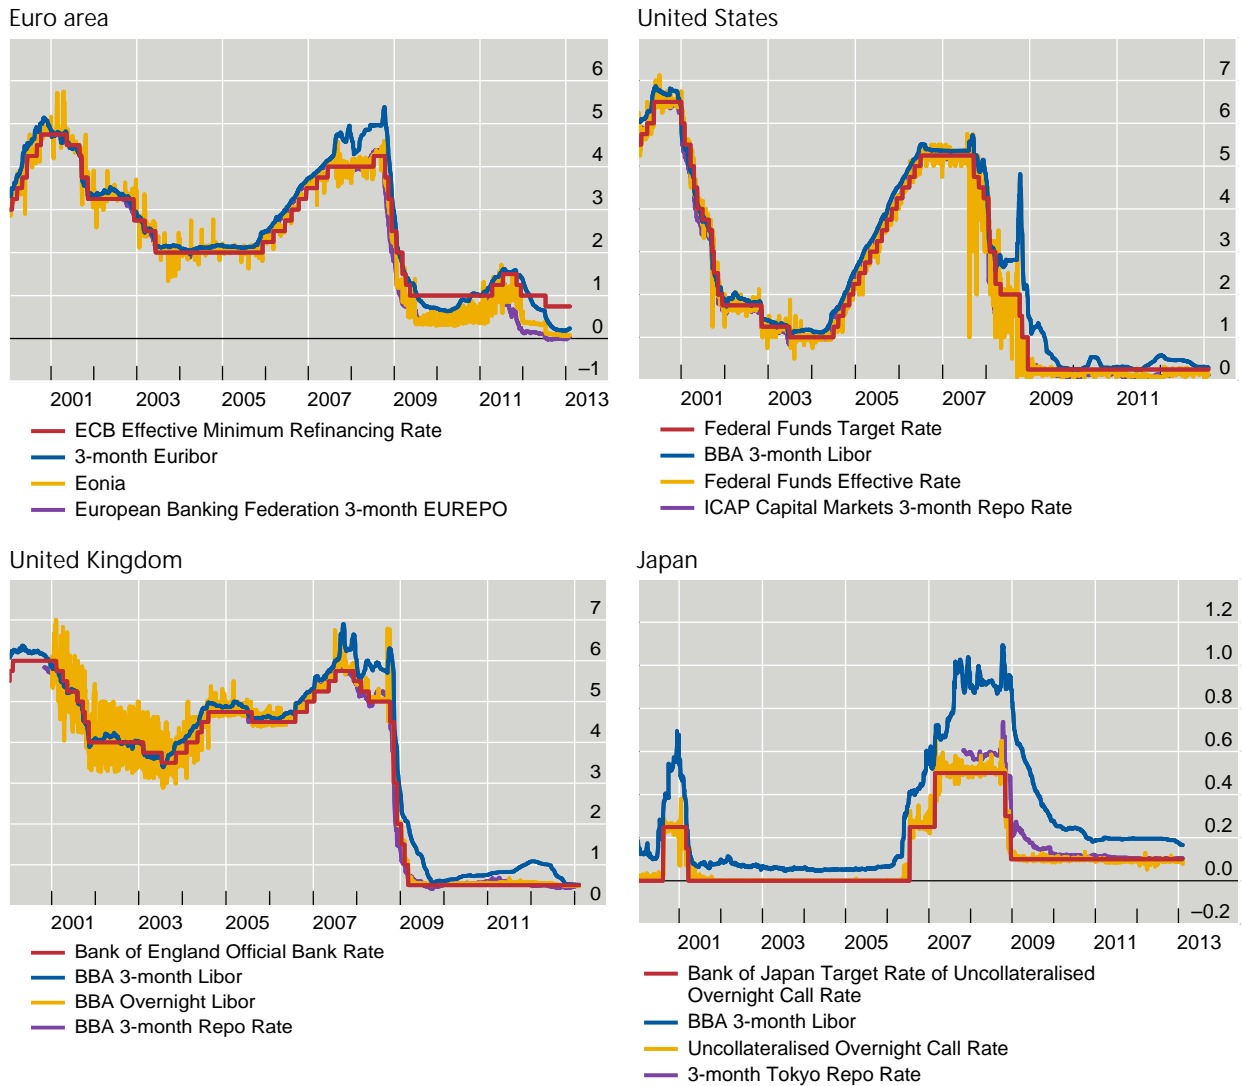 Euro area
6
5
4
3
2
1
0
–1
2001 2003 2005 2007 2009 2011 2013
ECB Effective Minimum Refinancing Rate
3-month Euribor
Eonia
European Banking Federation 3-month EUREPO
United States
7
6
5
4
3
2
1
0
2001 2003 2005 2007 2009 2011
Federal Funds Target Rate
BBA 3-month Libor
Federal Funds Effective Rate
ICAP Capital Markets 3-month Repo Rate
United Kingdom
7
6
5
4
3
2
1
0
2001 2003 2005 2007 2009 2011
Bank of England Official Bank Rate
BBA 3-month Libor
BBA Overnight Libor
BBA 3-month Repo Rate
Japan
1.2
1.0
0.8
0.6
0.4
0.2
0.0
–0.2
2001 2003 2005 2007 2009 2011 2013
Bank of Japan Target Rate of Uncollateralised
Overnight Call Rate
BBA 3-month Libor
Uncollateralised Overnight Call Rate
3-month Tokyo Repo Rate